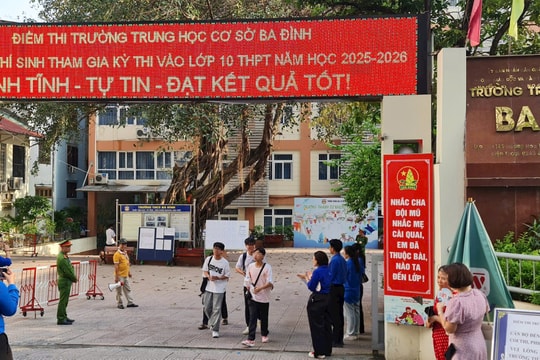 ĐIỂM THI TRƯỜNG TRUNG HỌC CƠ SỞ BA ĐÌNH
HÍ SINH THAM GIA KỲ THI VÀO LỚP 10 THPT NĂM HỌC 2025-2026
NH TĨNH - TỰ TIN - ĐẠT KẾT QUẢ TỐT!
TRƯỜNG TR
BA
NHẮC CHA
ĐỘI MŨ
NHẮC MẸ
CÀI QUAI,
EM ĐÃ
THUỘC BÀI,
NÀO TA
ĐẾN LỚP!